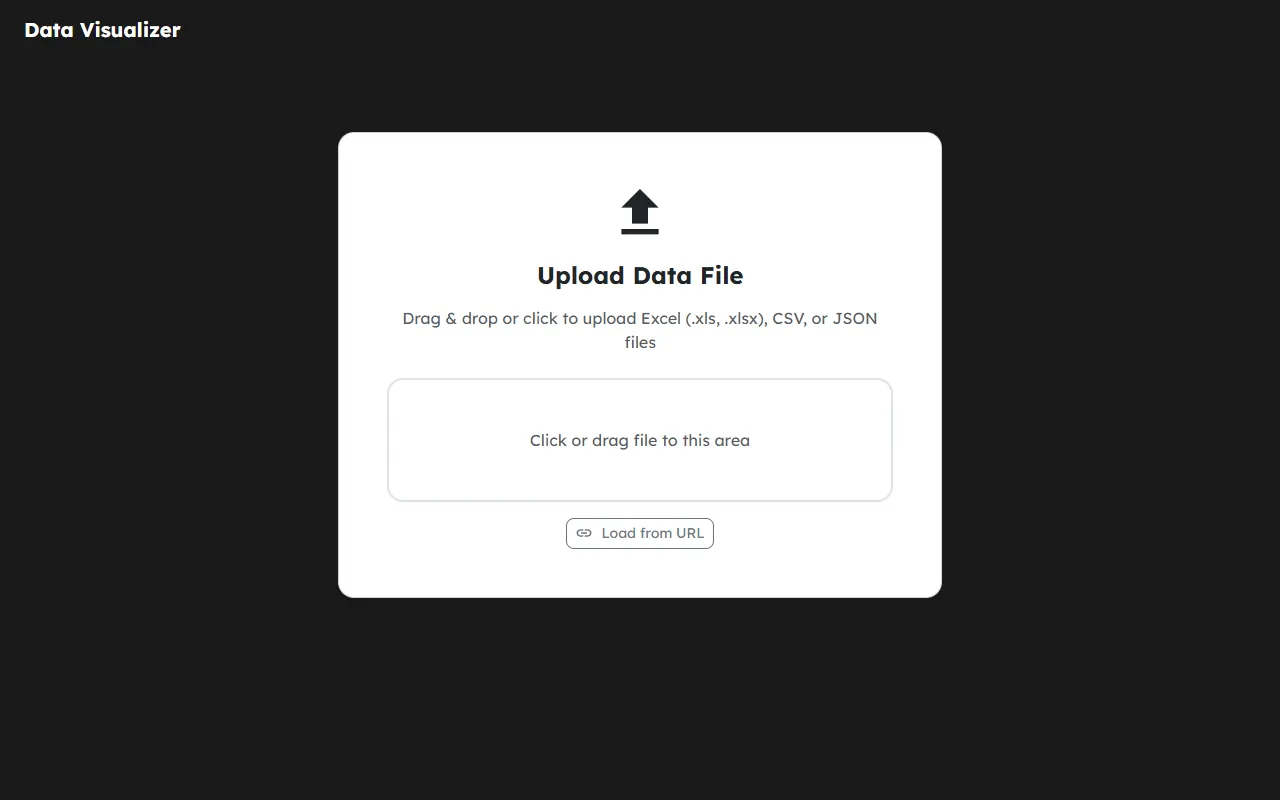 Data Visualizer
Upload Data File
Drag & drop or click to upload Excel (.xls, .xlsx), CSV, or JSON
files
Click or drag file to this area
Load from URL